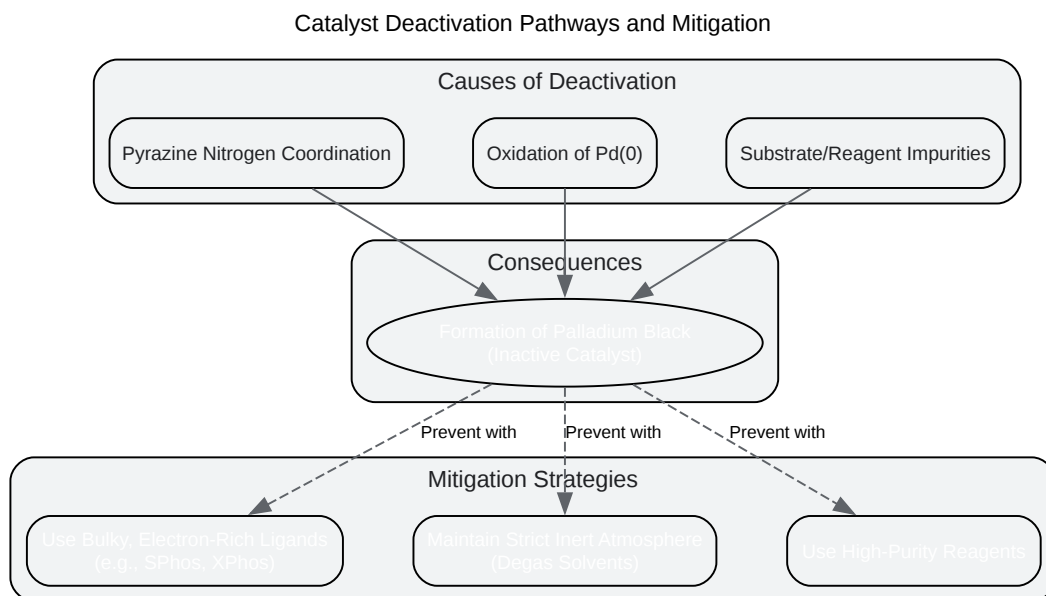 Catalyst Deactivation Pathways and Mitigation
Causes of Deactivation
Pyrazine Nitrogen Coordination
Oxidation of Pd(0)
Substrate/Reagent Impurities
Consequences
Formation of Palladium Black
(Inactive Catalyst)
Prevent with
Prevent with
Prevent with
Mitigation Strategies
Use Bulky, Electron-Rich Ligands
(e.g., SPhos, XPhos)
Maintain Strict Inert Atmosphere
(Degas Solvents)
Use High-Purity Reagents